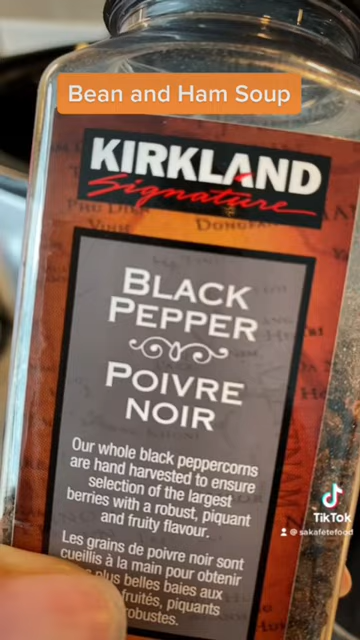 Bean and Ham Soup
KIRKLAND
Signature
BLACK
PEPPER
POIVRE
NOIR
Our whole black peppercorns
are hand harvested to ensure
selection of the largest
berries with a robust, piquant
and fruity flavour.
Les grains de poivre noir sont
cueillis à la main pour obtenir
plus belles baies aux
fruités, piquants
robustes.
TikTok
@sakafetefood